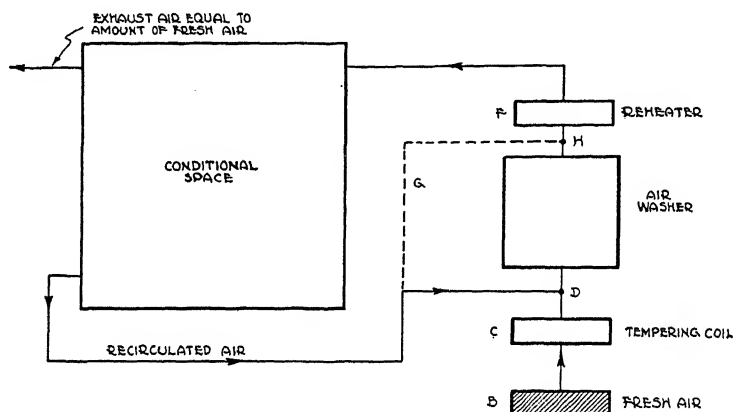 EXHAUST AIR EQUAL TO
AMOUNT OF FRESH AIR
F
REHEATER
H
CONDITIONAL
SPACE
G
AIR
WASHER
D
C
TEMPERING COIL
RECIRCULATED AIR
B
FRESH AIR